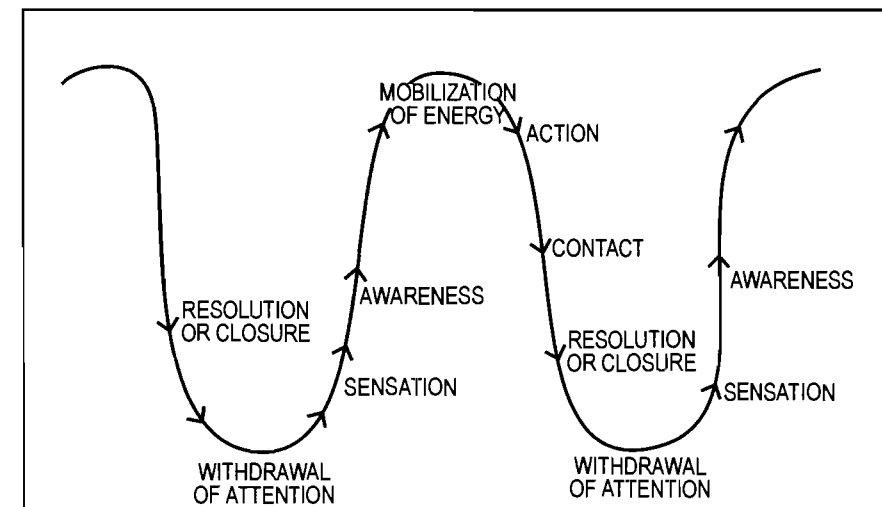 MOBILIZATION
OF ENERGY
ACTION
CONTACT
AWARENESS
AWARENESS
RESOLUTION
OR CLOSURE
RESOLUTION
OR CLOSURE
SENSATION
SENSATION
WITHDRAWAL
OF ATTENTION
WITHDRAWAL
OF ATTENTION